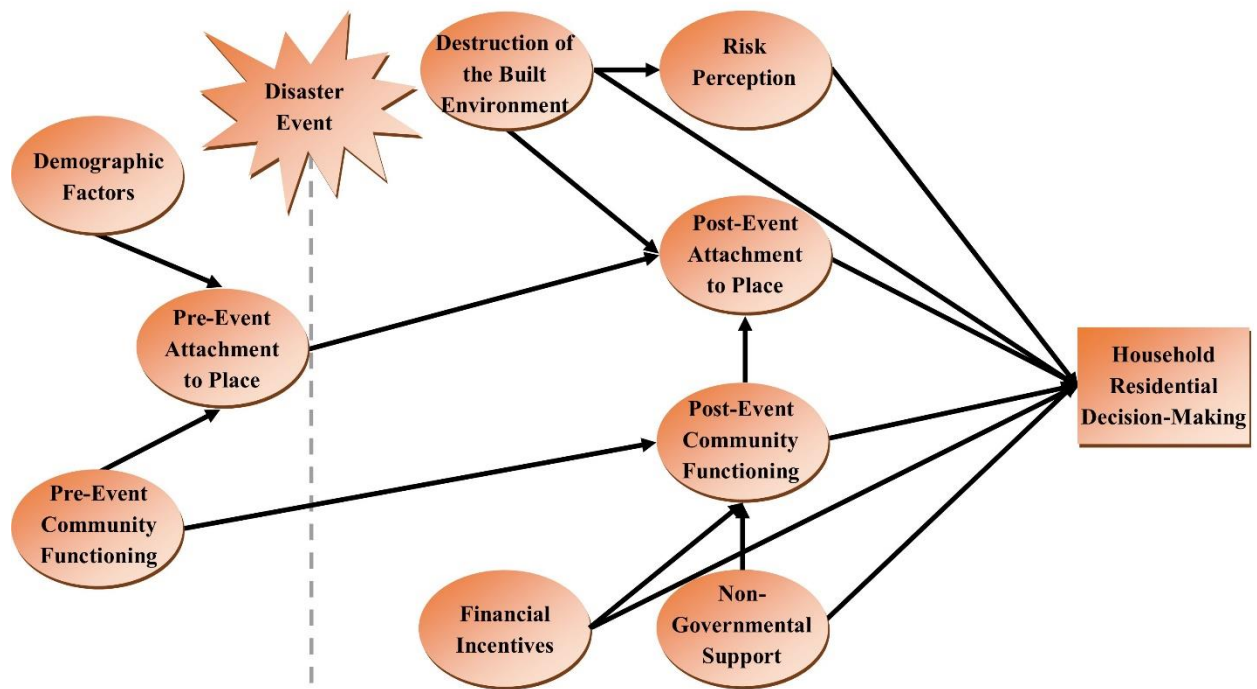 Disaster
Event
Destruction of
the Built
Environment
Risk
Perception
Demographic
Factors
Post-Event
Attachment
to Place
Pre-Event
Attachment
to Place
Household
Residential
Decision-Making
Post-Event
Community
Functioning
Pre-Event
Community
Functioning
Financial
Incentives
Non-
Governmental
Support